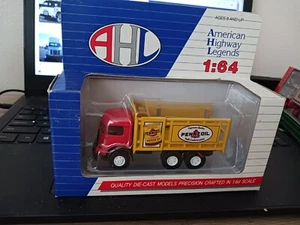 AGES 8 AND UP
AHL
American
Highway
Legends
1:64
PENNZOIL
QUALITY DIE-CAST MODELS PRECISION CRAFTED IN 1:64 SCALE